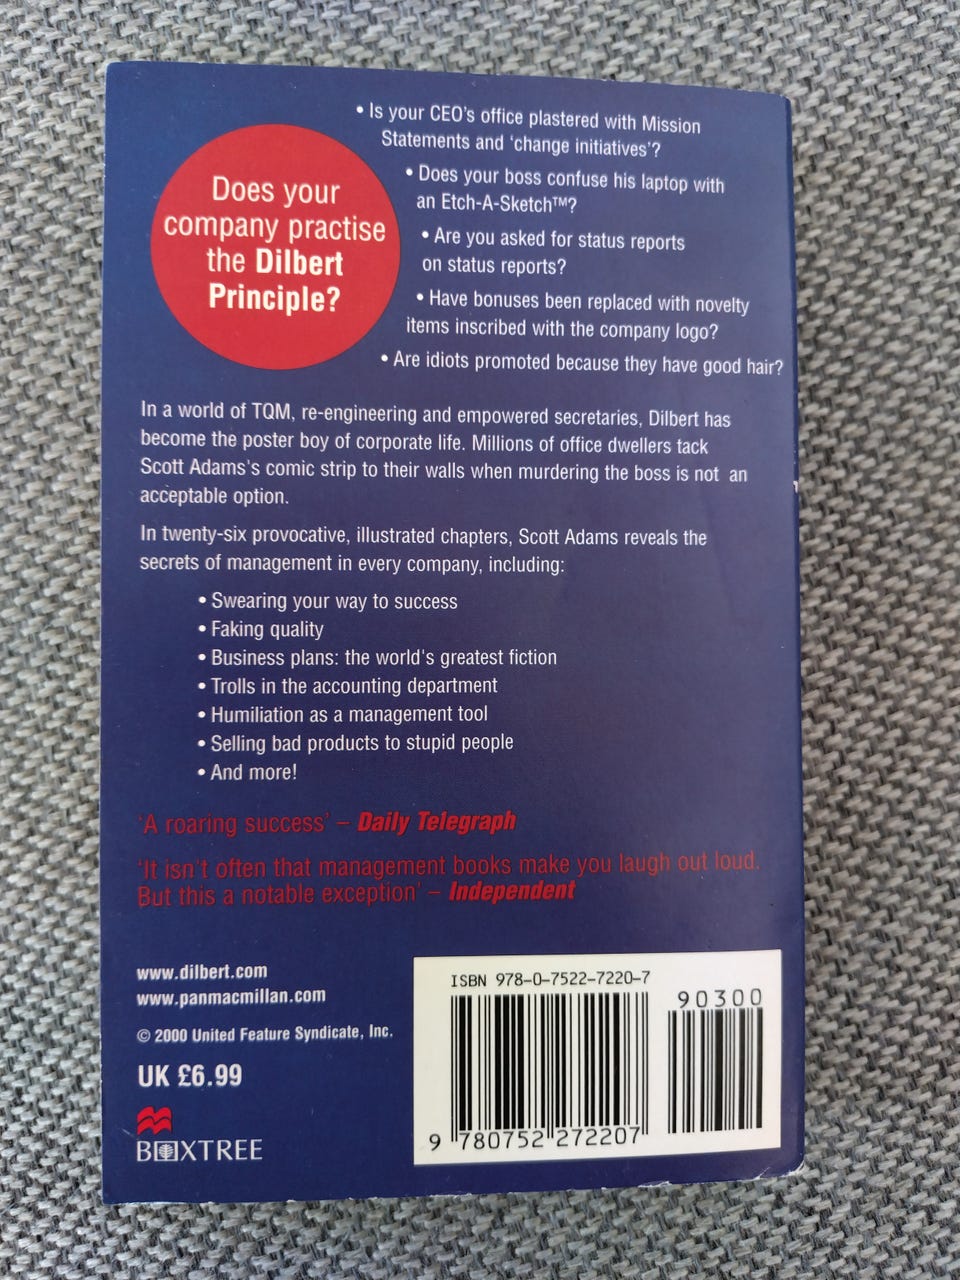 • Is your CEO's office plastered with Mission
Statements and 'change initiatives'?
Does your
company practise
the Dilbert
Principle?
• Does your boss confuse his laptop with
an Etch-A-Sketch™?
• Are you asked for status reports
on status reports?
• Have bonuses been replaced with novelty
items inscribed with the company logo?
• Are idiots promoted because they have good hair?
In a world of TQM, re-engineering and empowered secretaries, Dilbert has
become the poster boy of corporate life. Millions of office dwellers tack
Scott Adams's comic strip to their walls when murdering the boss is not an
acceptable option.
In twenty-six provocative, illustrated chapters, Scott Adams reveals the
secrets of management in every company, including:
• Swearing your way to success
• Faking quality
• Business plans: the world's greatest fiction
• Trolls in the accounting department
• Humiliation as a management tool
• Selling bad products to stupid people
• And more!
'A roaring success' – Daily Telegraph
'It isn't often that management books make you laugh out loud.
But this a notable exception' – Independent
www.dilbert.com
www.panmacmillan.com
© 2000 United Feature Syndicate, Inc.
UK £6.99
BOXTREE
ISBN 978-0-7522-7220-7
90300
9 780752 272207